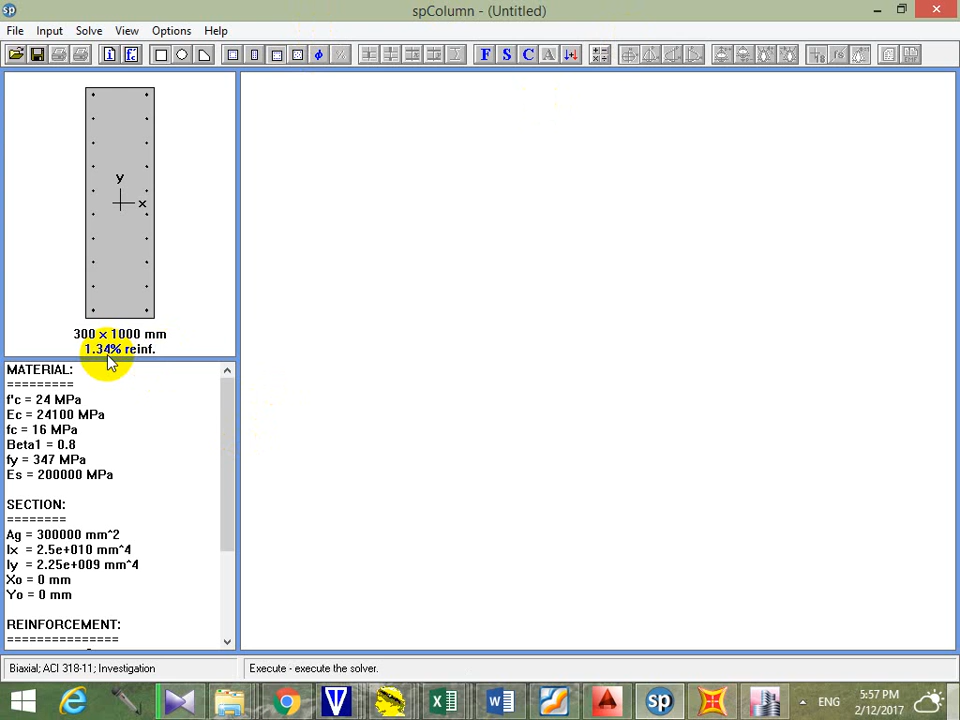 spColumn - (Untitled)
File Input Solve View Options Help
F S C A
y
x
300 x 1000 mm
1.34% reinf.
MATERIAL:
=========
f'c = 24 MPa
Ec = 24100 MPa
fc = 16 MPa
Beta1 = 0.8
fy = 347 MPa
Es = 200000 MPa
SECTION:
========
Ag = 300000 mm^2
Ix = 2.5e+010 mm^4
Iy = 2.25e+009 mm^4
Xo = 0 mm
Yo = 0 mm
REINFORCEMENT:
===============
Biaxial; ACI 318-11; Investigation
Execute - execute the solver.
ENG
5:57 PM
2/12/2017